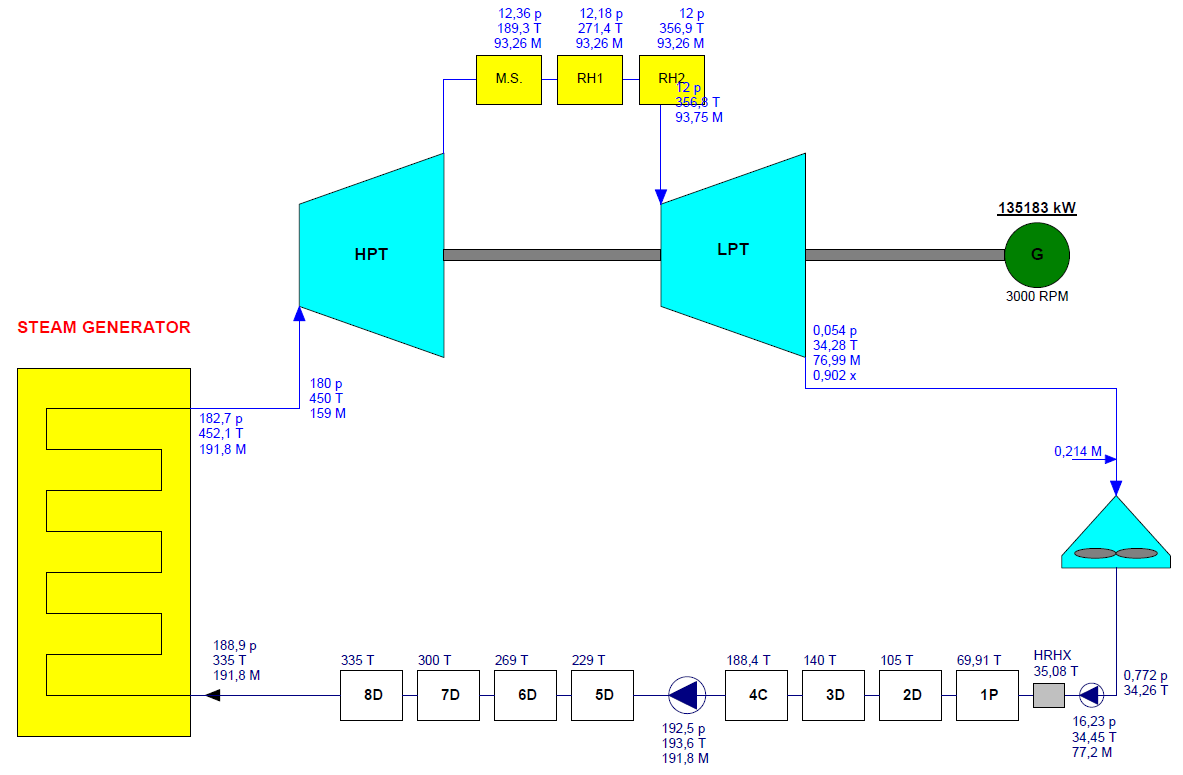 12,36 p
189,3 T
93,26 M
12,18 p
271,4 T
93,26 M
12 p
356,9 T
93,26 M
M.S.
RH1
RH2
12 p
356,8 T
93,75 M
135183 kW
HPT
LPT
G
3000 RPM
STEAM GENERATOR
0,054 p
34,28 T
76,99 M
0,902 x
180 p
450 T
159 M
182,7 p
452,1 T
191,8 M
0,214 M
188,9 p
335 T
191,8 M
335 T
300 T
269 T
229 T
188,4 T
140 T
105 T
69,91 T
HRHX
35,08 T
0,772 p
34,26 T
8D
7D
6D
5D
4C
3D
2D
1P
192,5 p
193,6 T
191,8 M
16,23 p
34,45 T
77,2 M